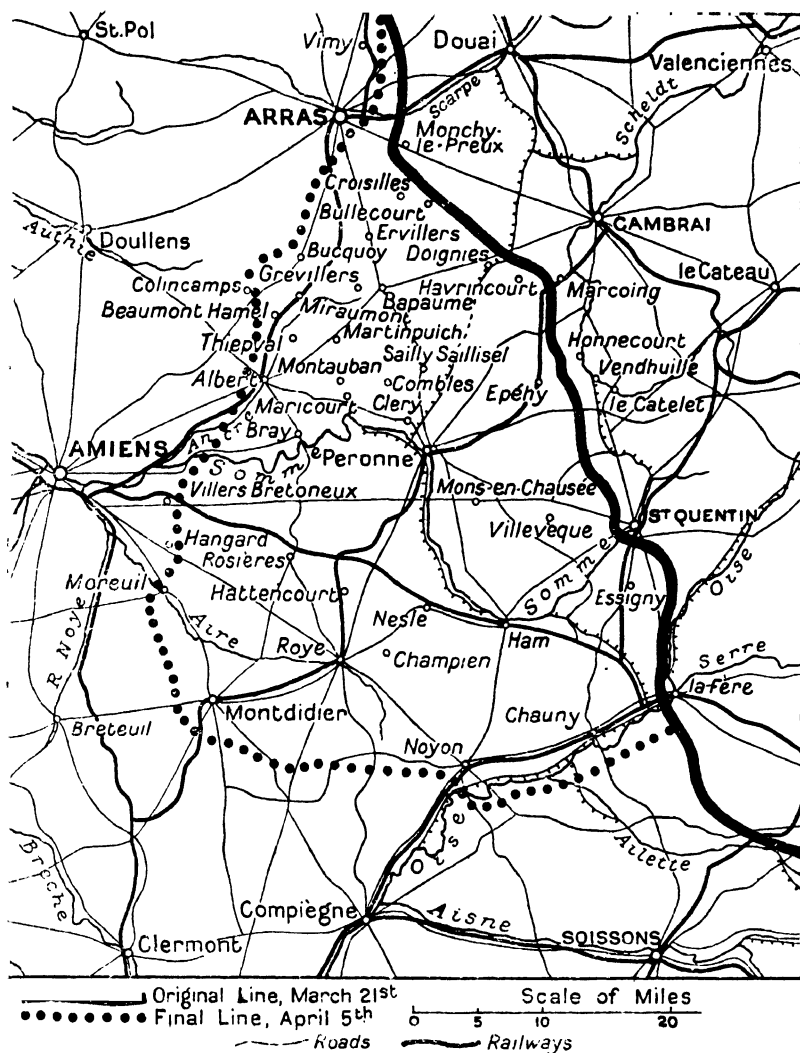 St.Pol
Vimy
Douai
Valenciennes
Scheldt
Scarpe
ARRAS
Monchy-
le-Preux
Croisilles
Bullecourt
Ervillers
CAMBRAI
Authie
Doullens
Bucquoy
Doignies
Grévillers
le Cateau
Colincamps
Havrincourt
Marcoing
Bapaume
Beaumont Hamel
Miraumont
Martinpuich
Thiepval
Honnecourt
Sailly Saillisel
Vendhuille
Montauban
Albert
Combles
Epéhy
Maricourt
Clery
le Catelet
Ancre
Bray
AMIENS
Somme
Peronne
Villers Bretoneux
Mons-en-Chausée
ST QUENTIN
Villevêque
Hangard
Rosières
Somme
Oise
Moreuil
Hattencourt
Essigny
Nesle
Aire
R Noye
Ham
Roye
Champien
Serre
la Fère
Montdidier
Chauny
Breteuil
Noyon
Oise
Ailette
Breche
Compiègne
Aisne
SOISSONS
Clermont
Original Line, March 21st
Final Line, April 5th
Scale of Miles
0 5 10 20
Roads
Railways